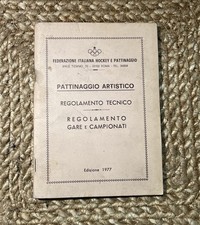 FEDERAZIONE ITALIANA HOCKEY E PATTINAGGIO
PATTINAGGIO ARTISTICO
REGOLAMENTO TECNICO
REGOLAMENTO
GARE E CAMPIONATI
Edizione 1977